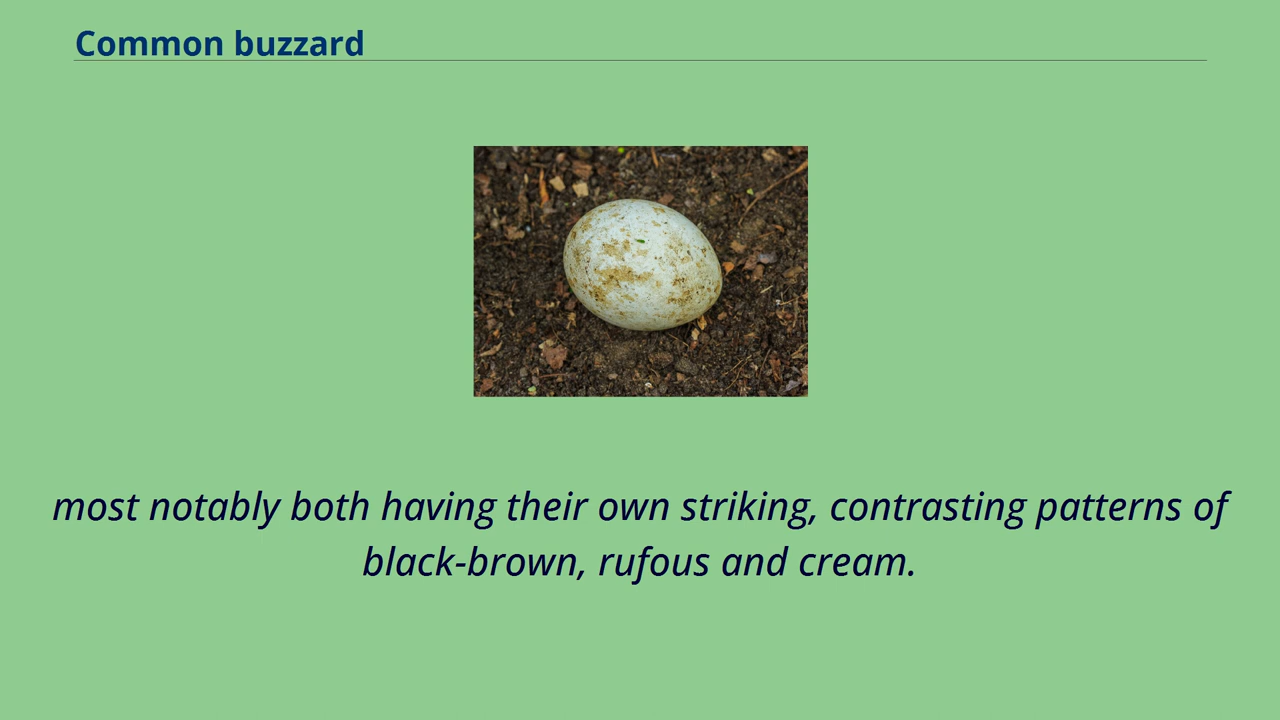 Common buzzard
most notably both having their own striking, contrasting patterns of
black-brown, rufous and cream.